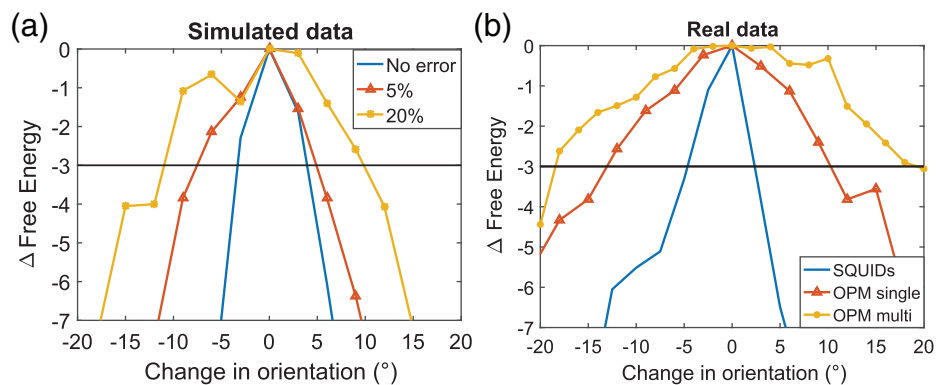 (a)
Simulated data
0
-1
-2
-3
-4
-5
-6
-7
Δ Free Energy
-20 -15 -10 -5 0 5 10 15 20
Change in orientation (°)
No error
5%
20%
(b)
Real data
0
-1
-2
-3
-4
-5
-6
-7
Δ Free Energy
-20 -15 -10 -5 0 5 10 15 20
Change in orientation (°)
SQUIDs
OPM single
OPM multi